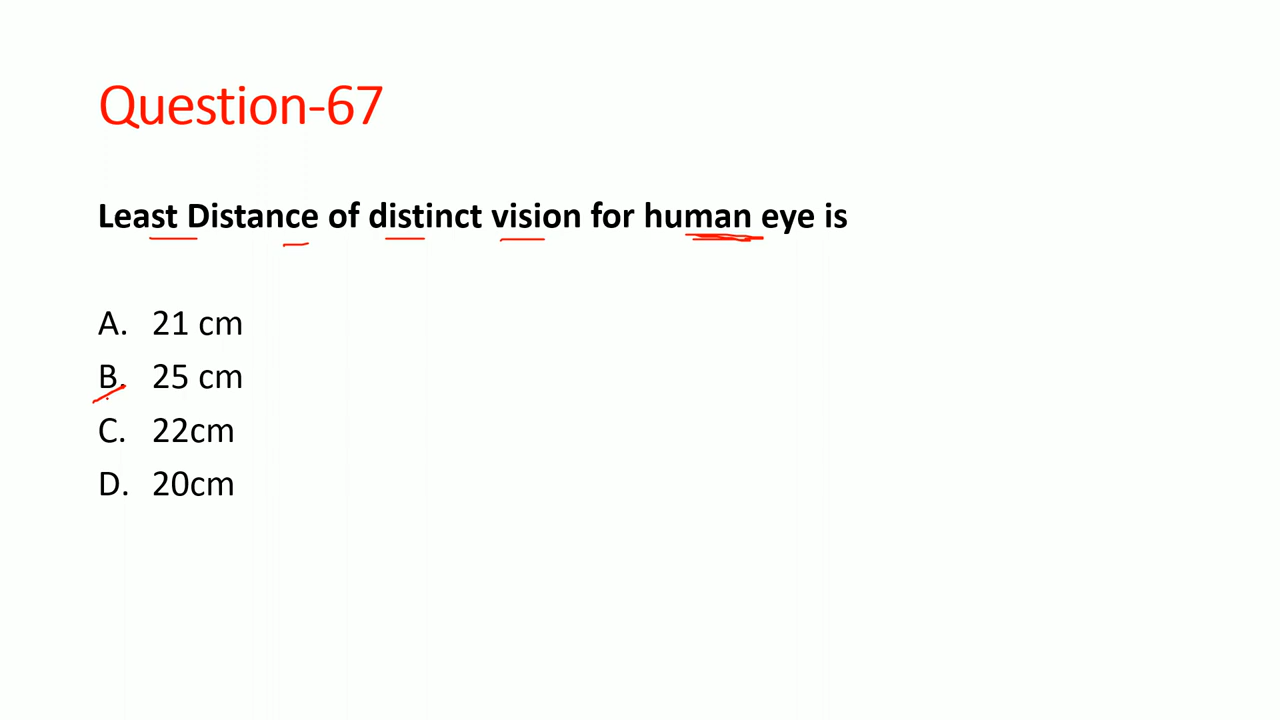 Question-67
Least Distance of distinct vision for human eye is
A. 21 cm
B. 25 cm
C. 22cm
D. 20cm